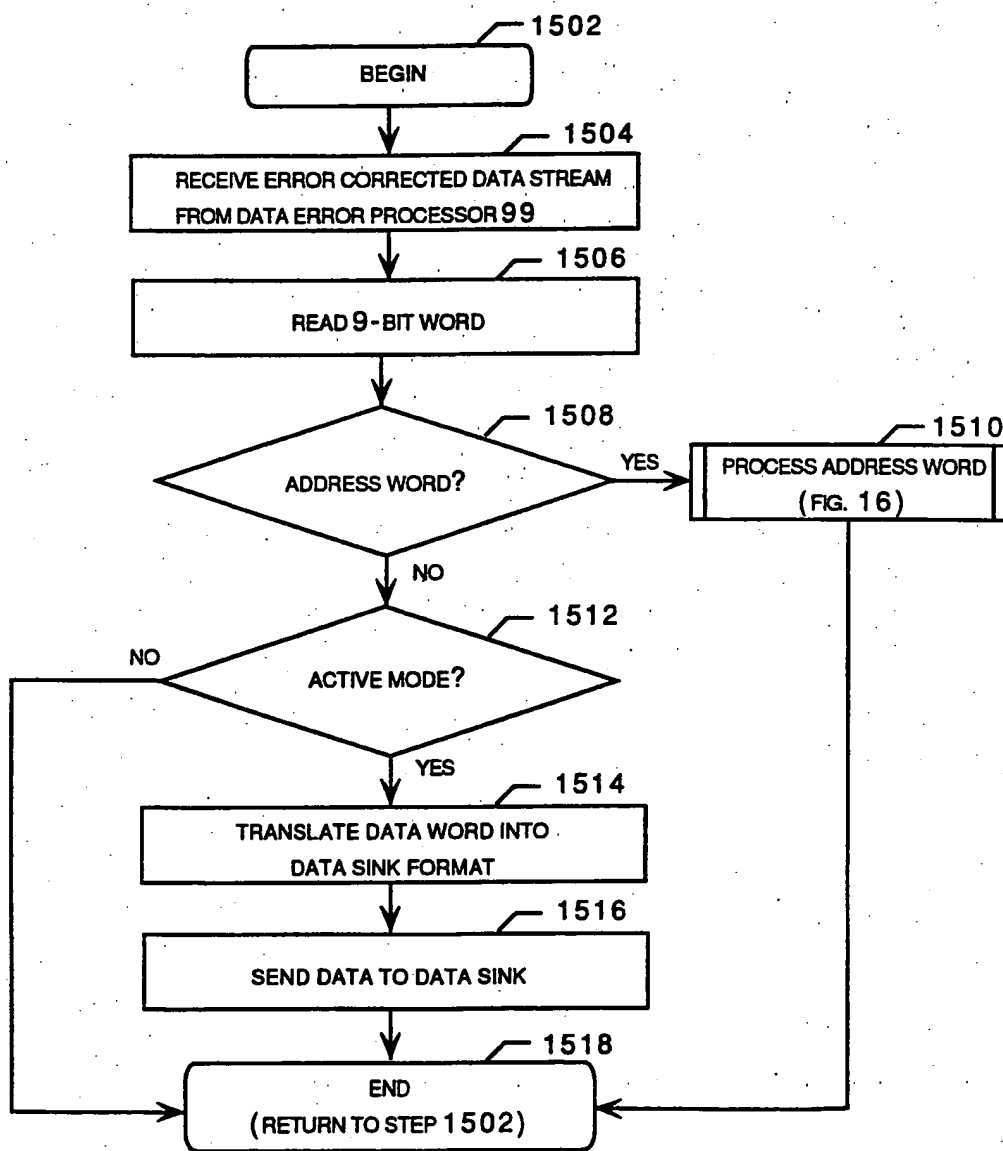 1502
BEGIN
1504
RECEIVE ERROR CORRECTED DATA STREAM
FROM DATA ERROR PROCESSOR 99
1506
READ 9-BIT WORD
1508
ADDRESS WORD?
YES
1510
PROCESS ADDRESS WORD
(FIG. 16)
NO
1512
ACTIVE MODE?
NO
YES
1514
TRANSLATE DATA WORD INTO
DATA SINK FORMAT
1516
SEND DATA TO DATA SINK
1518
END
(RETURN TO STEP 1502)